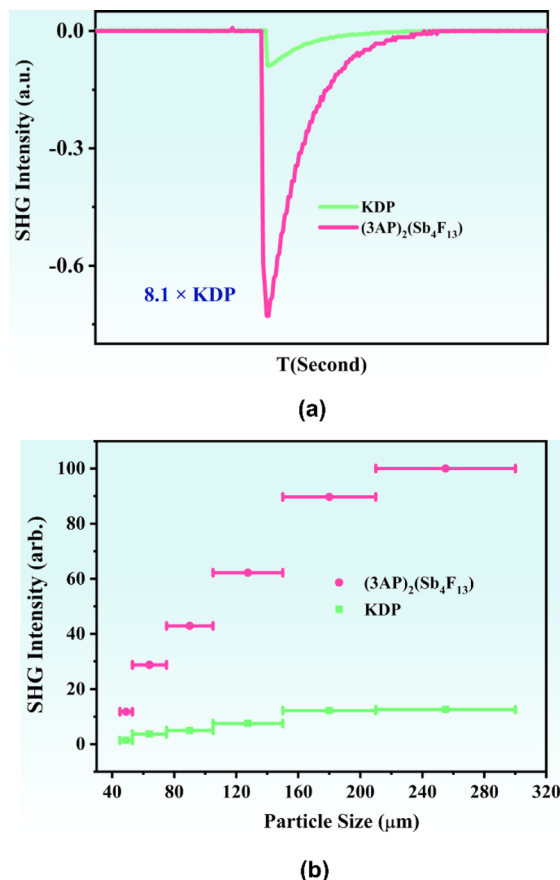 0.0
-0.3
-0.6
SHG Intensity (a.u.)
KDP
(3AP)₂(Sb₄F₁₃)
8.1 × KDP
T(Second)
(a)
100
80
60
40
20
0
SHG Intensity (arb.)
(3AP)₂(Sb₄F₁₃)
KDP
40 80 120 160 200 240 280 320
Particle Size (μm)
(b)